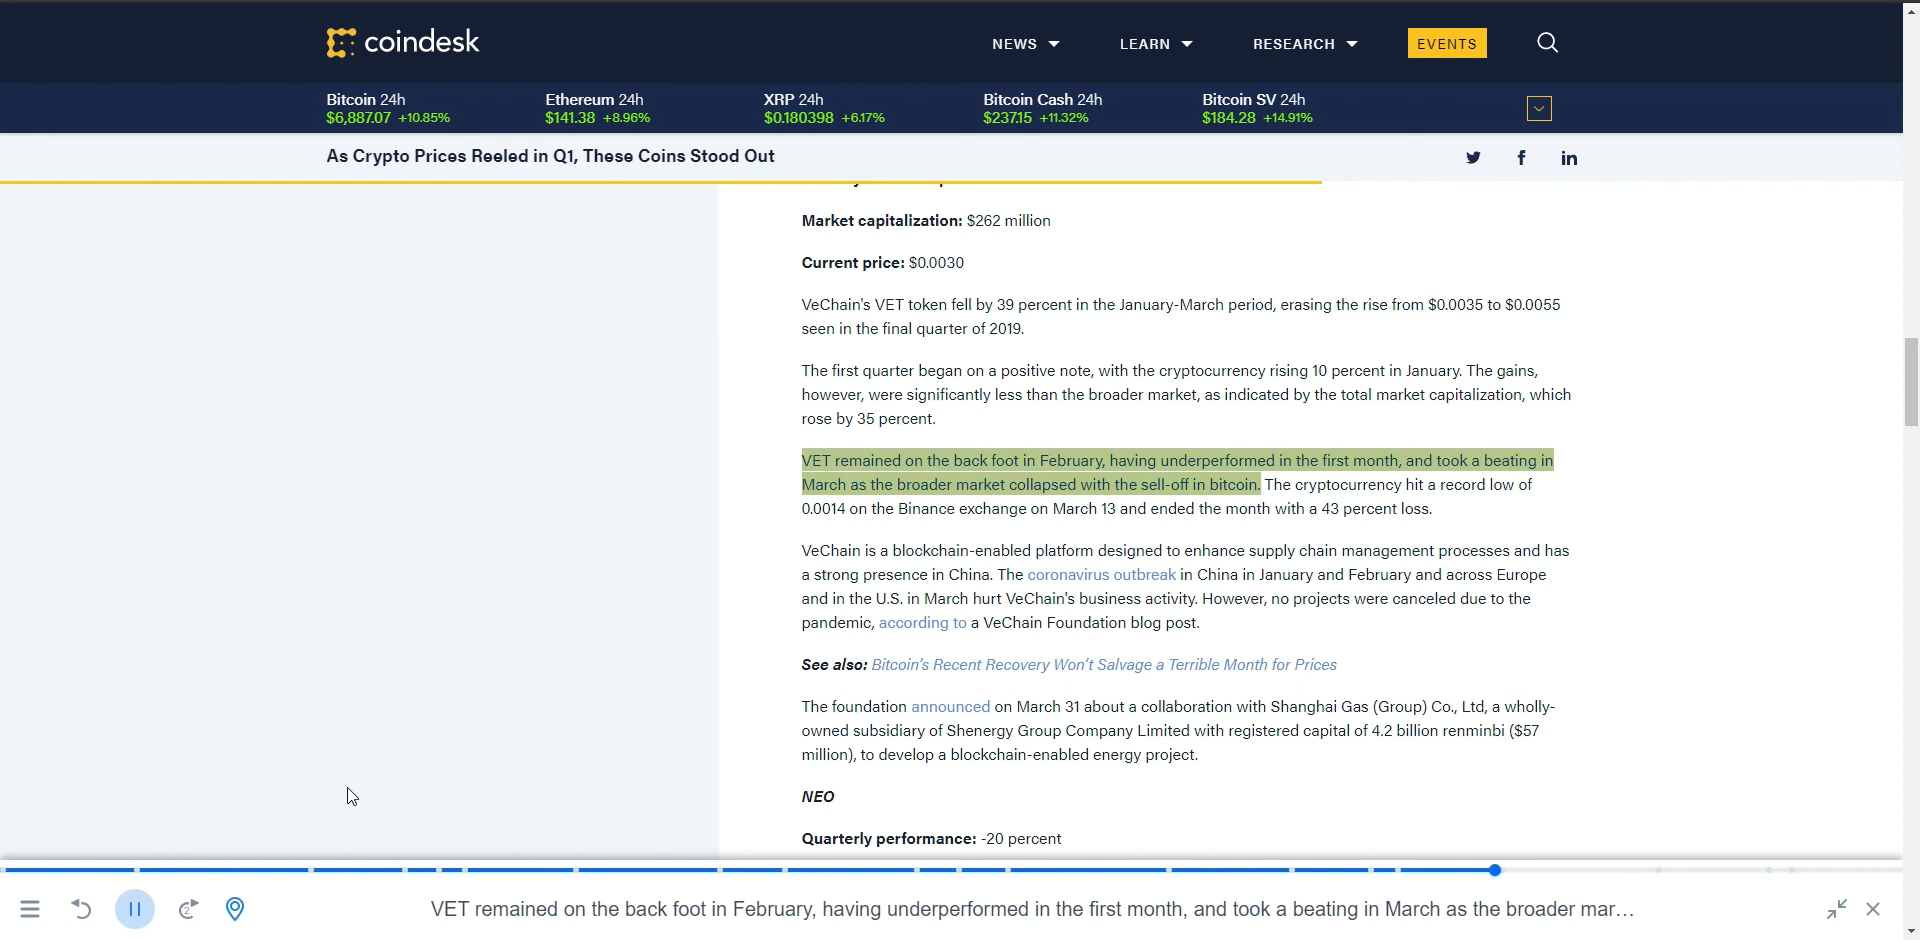 coindesk
NEWS
LEARN
RESEARCH
EVENTS
Bitcoin 24h
$6,887.07 +10.85%
Ethereum 24h
$141.38 +8.96%
XRP 24h
$0.180398 +6.17%
Bitcoin Cash 24h
$237.15 +11.32%
Bitcoin SV 24h
$184.28 +14.91%
As Crypto Prices Reeled in Q1, These Coins Stood Out
Market capitalization: $262 million
Current price: $0.0030
VeChain's VET token fell by 39 percent in the January-March period, erasing the rise from $0.0035 to $0.0055
seen in the final quarter of 2019.
The first quarter began on a positive note, with the cryptocurrency rising 10 percent in January. The gains,
however, were significantly less than the broader market, as indicated by the total market capitalization, which
rose by 35 percent.
VET remained on the back foot in February, having underperformed in the first month, and took a beating in
March as the broader market collapsed with the sell-off in bitcoin. The cryptocurrency hit a record low of
0.0014 on the Binance exchange on March 13 and ended the month with a 43 percent loss.
VeChain is a blockchain-enabled platform designed to enhance supply chain management processes and has
a strong presence in China. The coronavirus outbreak in China in January and February and across Europe
and in the U.S. in March hurt VeChain's business activity. However, no projects were canceled due to the
pandemic, according to a VeChain Foundation blog post.
See also: Bitcoin's Recent Recovery Won't Salvage a Terrible Month for Prices
The foundation announced on March 31 about a collaboration with Shanghai Gas (Group) Co., Ltd, a wholly-
owned subsidiary of Shenergy Group Company Limited with registered capital of 4.2 billion renminbi ($57
million), to develop a blockchain-enabled energy project.
NEO
Quarterly performance: -20 percent
2
VET remained on the back foot in February, having underperformed in the first month, and took a beating in March as the broader mar...